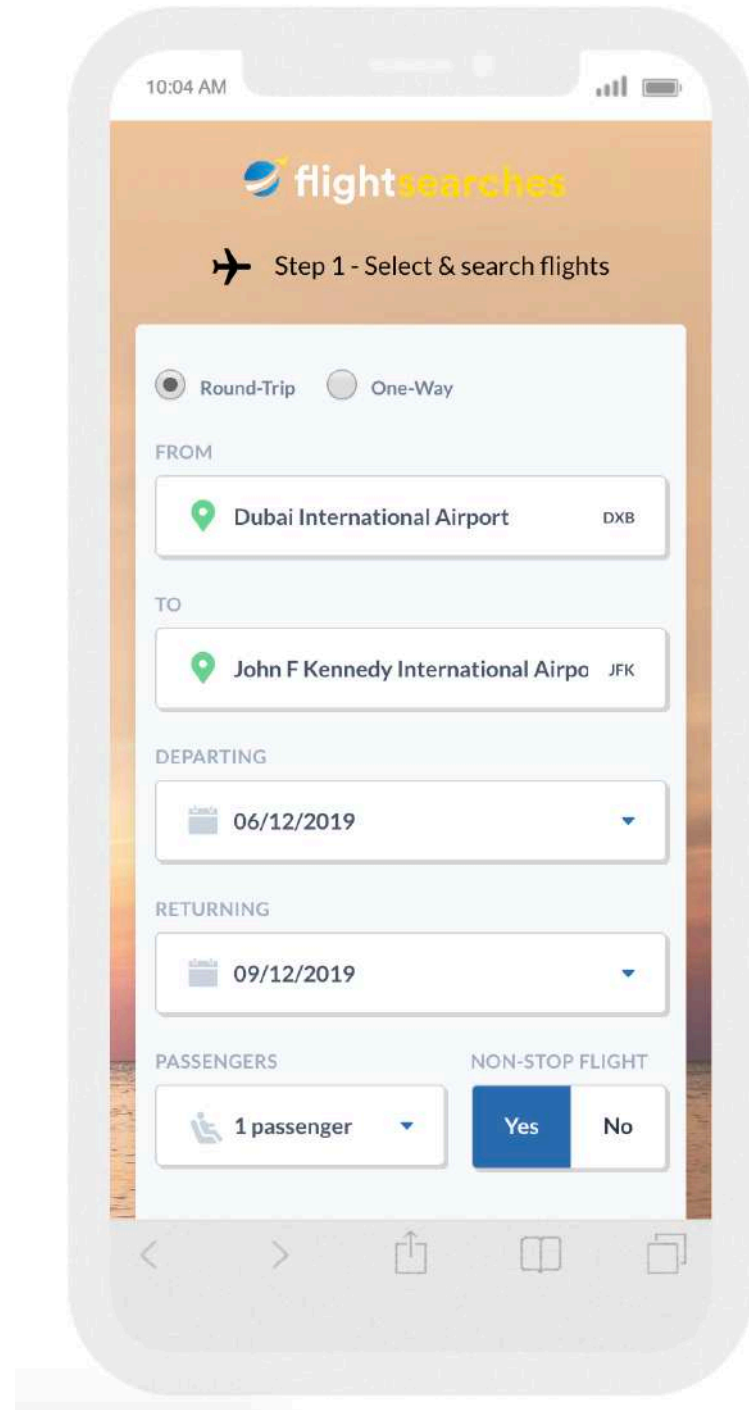 10:04 AM
flightsearches
Step 1 - Select & search flights
Round-Trip One-Way
FROM
Dubai International Airport DXB
TO
John F Kennedy International Airpo JFK
DEPARTING
06/12/2019
RETURNING
09/12/2019
PASSENGERS NON-STOP FLIGHT
1 passenger Yes No